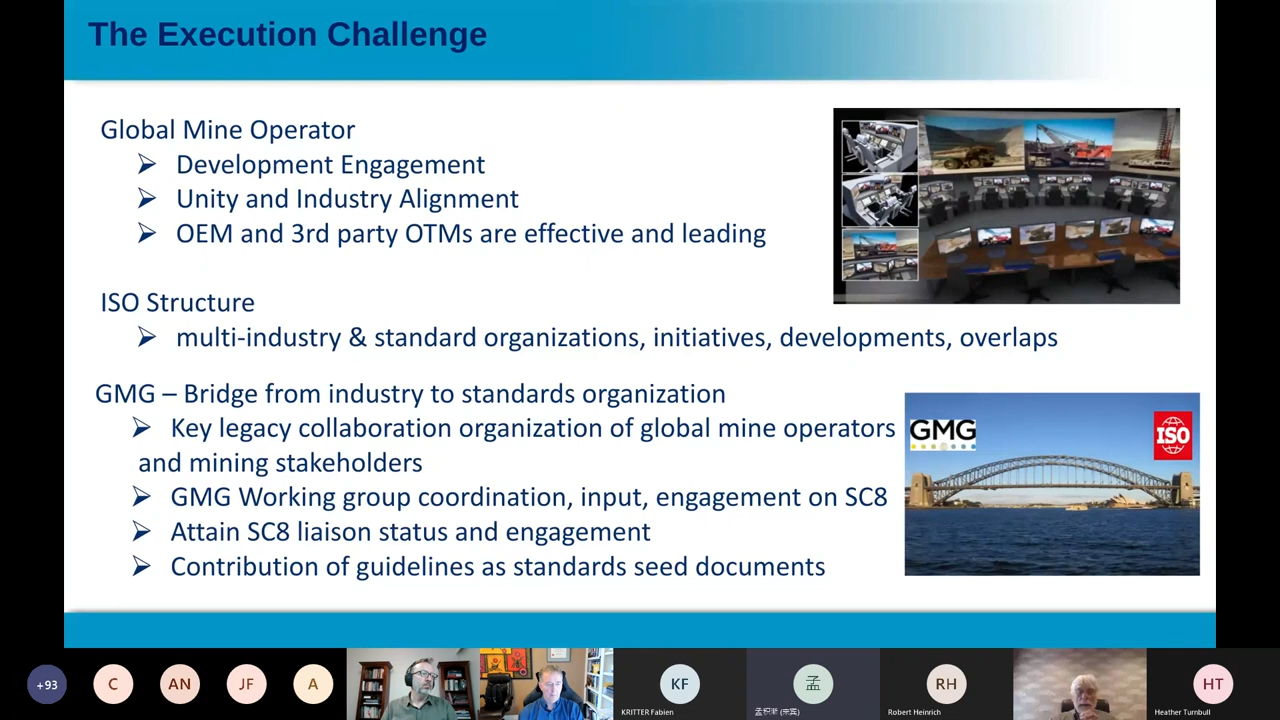 The Execution Challenge
Global Mine Operator
➢ Development Engagement
➢ Unity and Industry Alignment
➢ OEM and 3rd party OTMs are effective and leading
ISO Structure
➢ multi-industry & standard organizations, initiatives, developments, overlaps
GMG – Bridge from industry to standards organization
➢ Key legacy collaboration organization of global mine operators
and mining stakeholders
➢ GMG Working group coordination, input, engagement on SC8
➢ Attain SC8 liaison status and engagement
➢ Contribution of guidelines as standards seed documents
GMG
ISO
+93
C
AN
JF
A
KF
孟
RH
HT
KRITTER Fabien
Robert Heinrich
Heather Turnbull